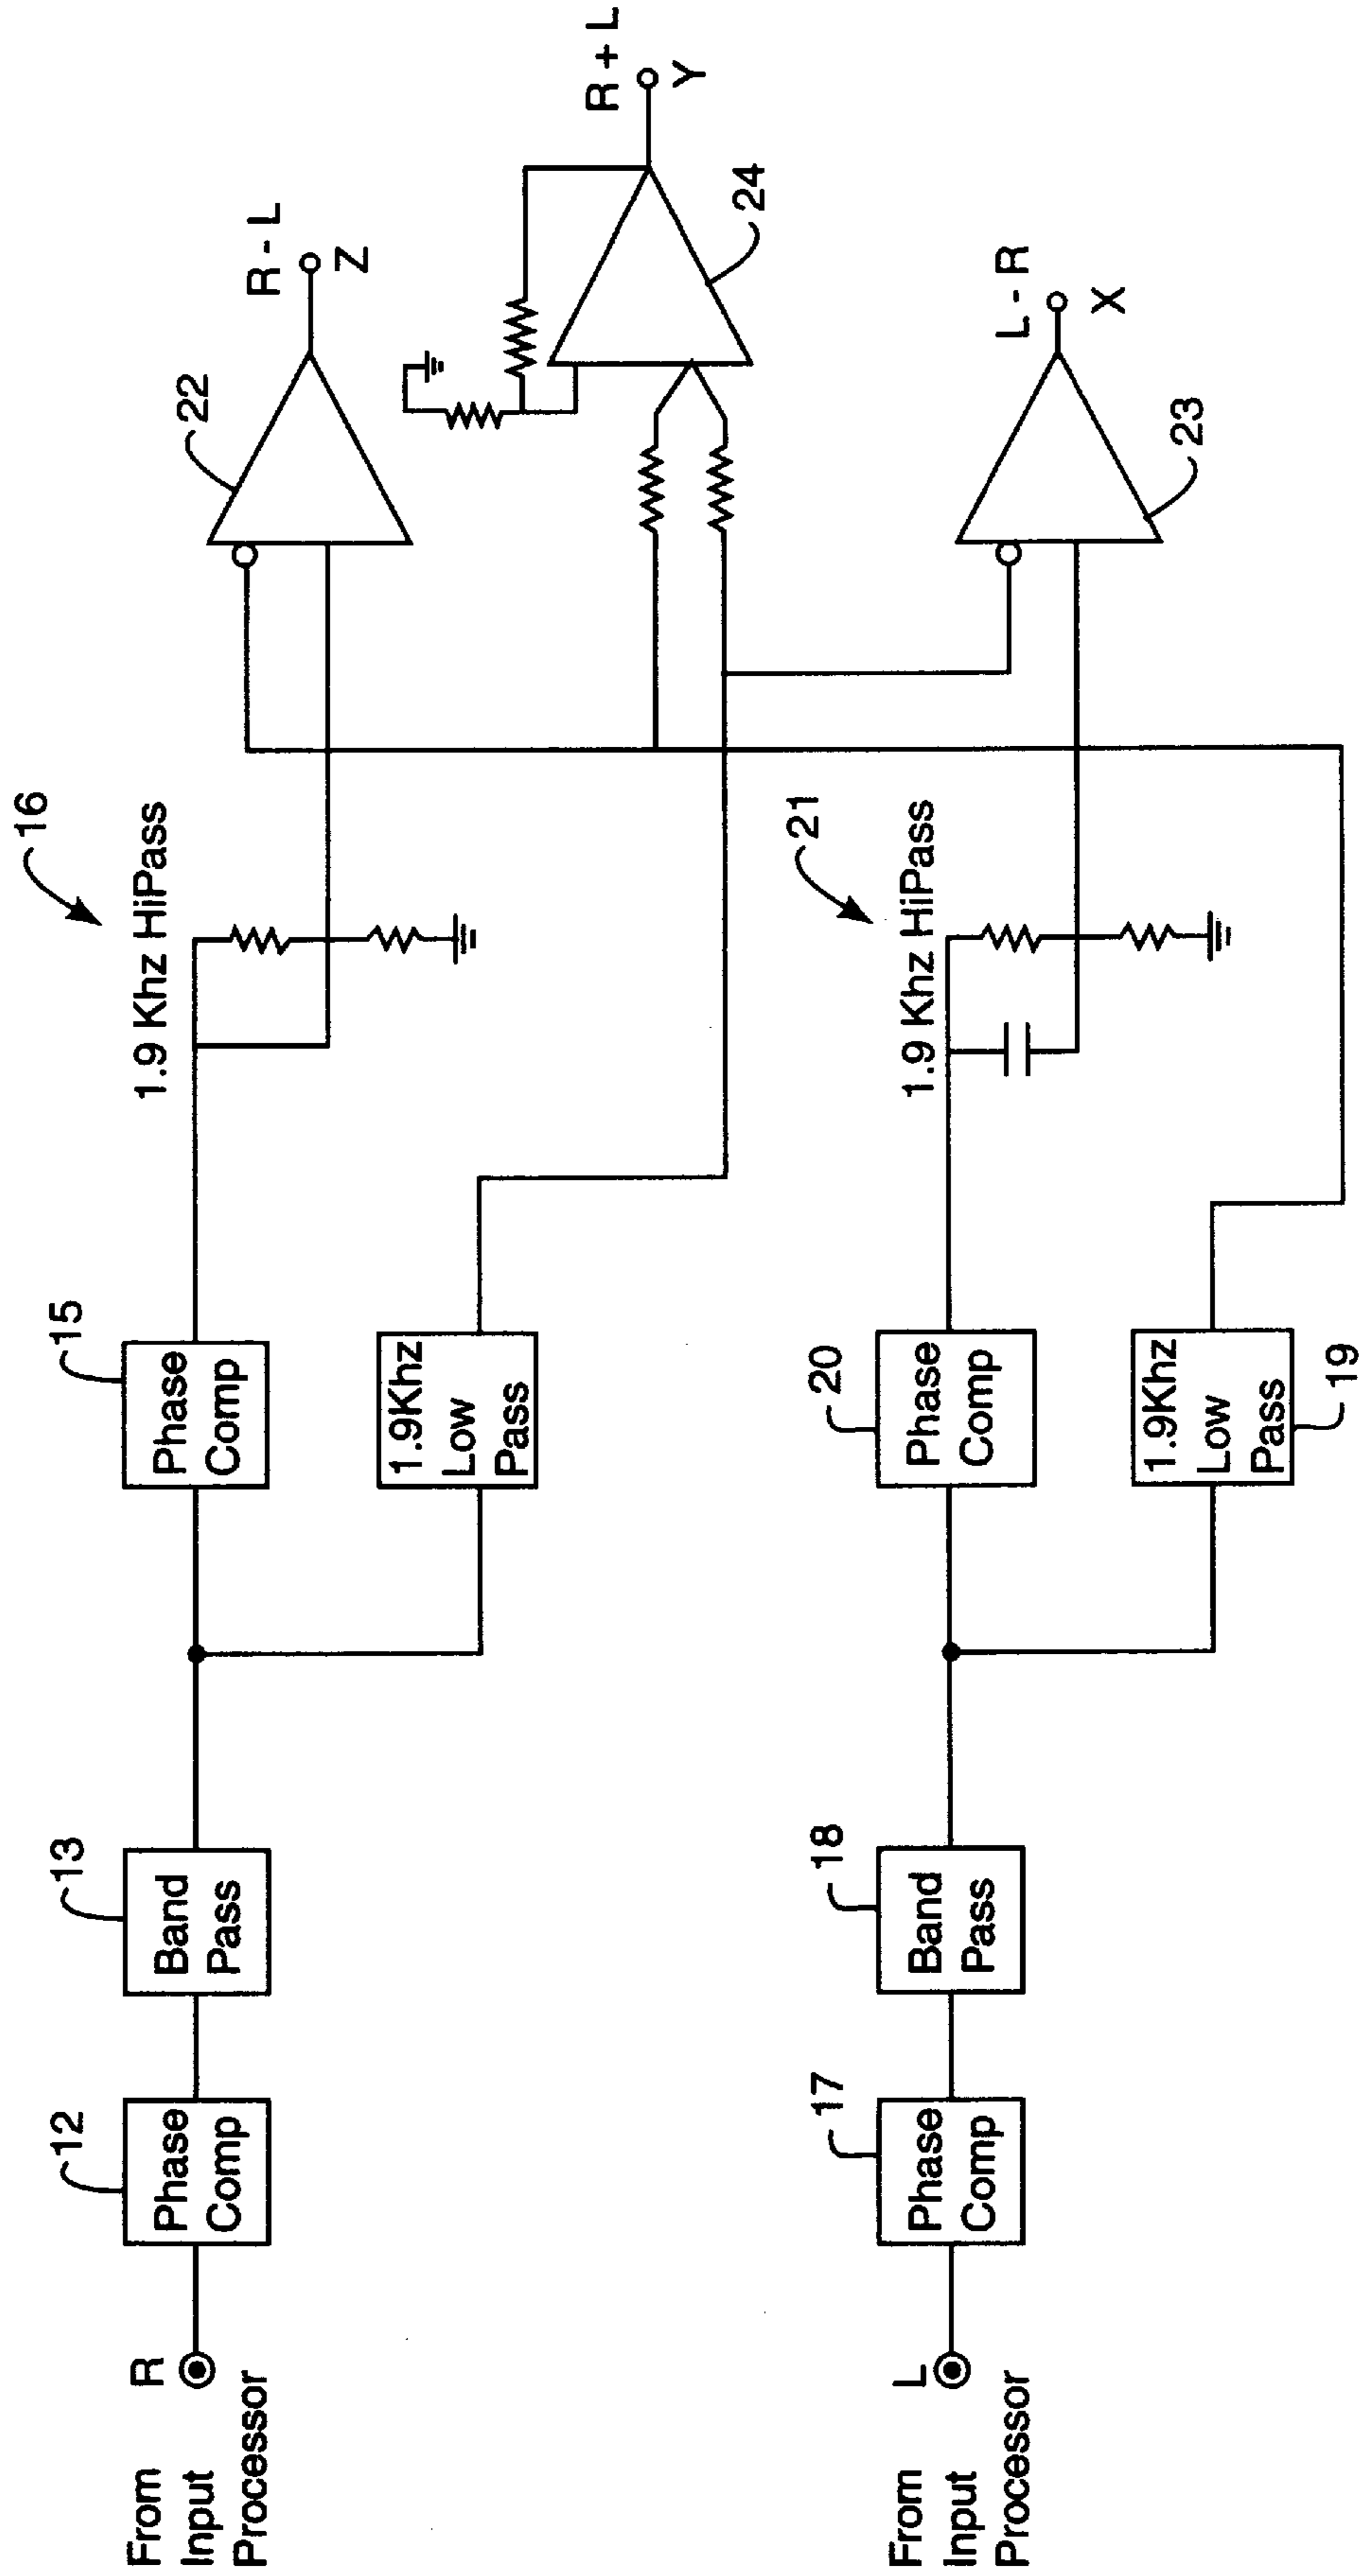 From
Input
Processor
R
12
Phase
Comp
13
Band
Pass
15
Phase
Comp
1.9Khz
Low
Pass
16
1.9 Khz HiPass
22
R - L
Z
R + L
Y
24
From
Input
Processor
L
17
Phase
Comp
18
Band
Pass
20
Phase
Comp
1.9Khz
Low
Pass
19
21
1.9 Khz HiPass
L - R
X
23